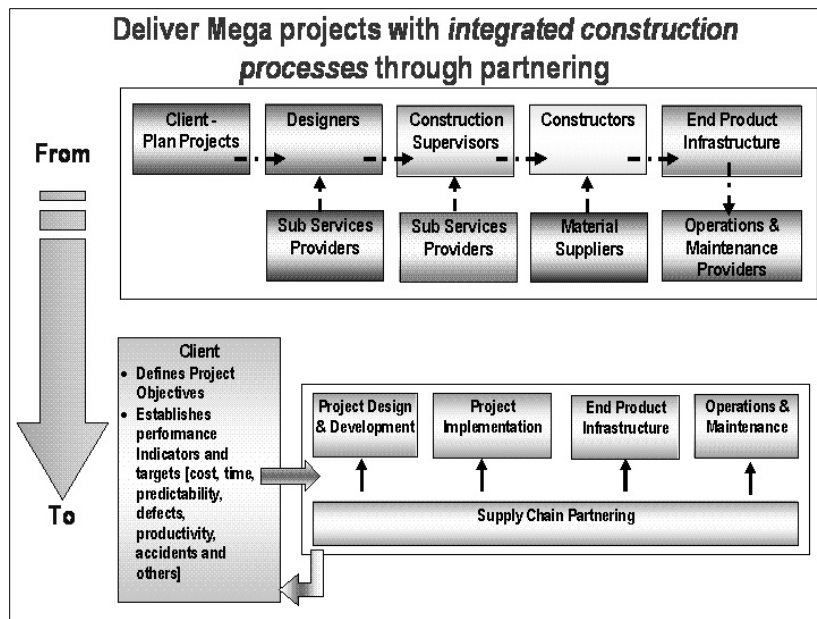 Deliver Mega projects with integrated construction
processes through partnering
From
Client -
Plan Projects
Designers
Construction
Supervisors
Constructors
End Product
Infrastructure
Sub Services
Providers
Sub Services
Providers
Material
Suppliers
Operations &
Maintenance
Providers
To
Client
• Defines Project
Objectives
• Establishes
performance
Indicators and
targets [cost, time,
predictability,
defects,
productivity,
accidents and
others]
Project Design
& Development
Project
Implementation
End Product
Infrastructure
Operations &
Maintenance
Supply Chain Partnering